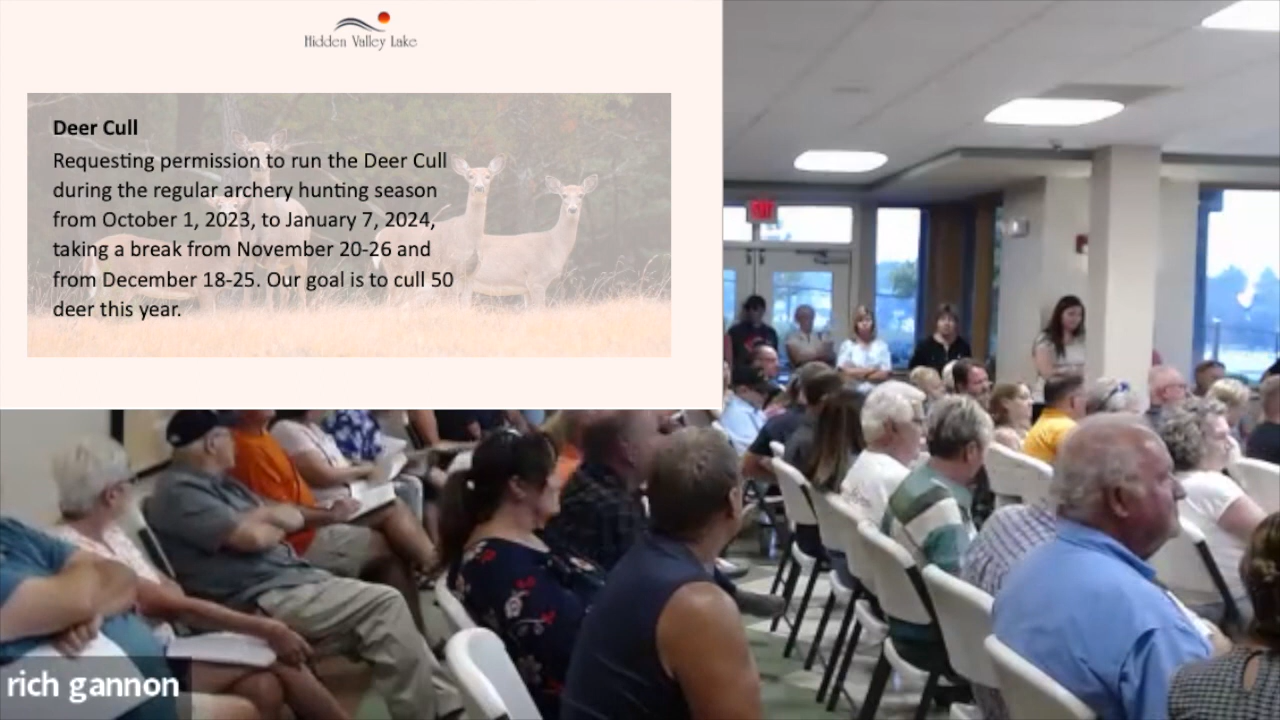 Hidden Valley Lake
Deer Cull
Requesting permission to run the Deer Cull
during the regular archery hunting season
from October 1, 2023, to January 7, 2024,
taking a break from November 20-26 and
from December 18-25. Our goal is to cull 50
deer this year.
EXIT
rich gannon